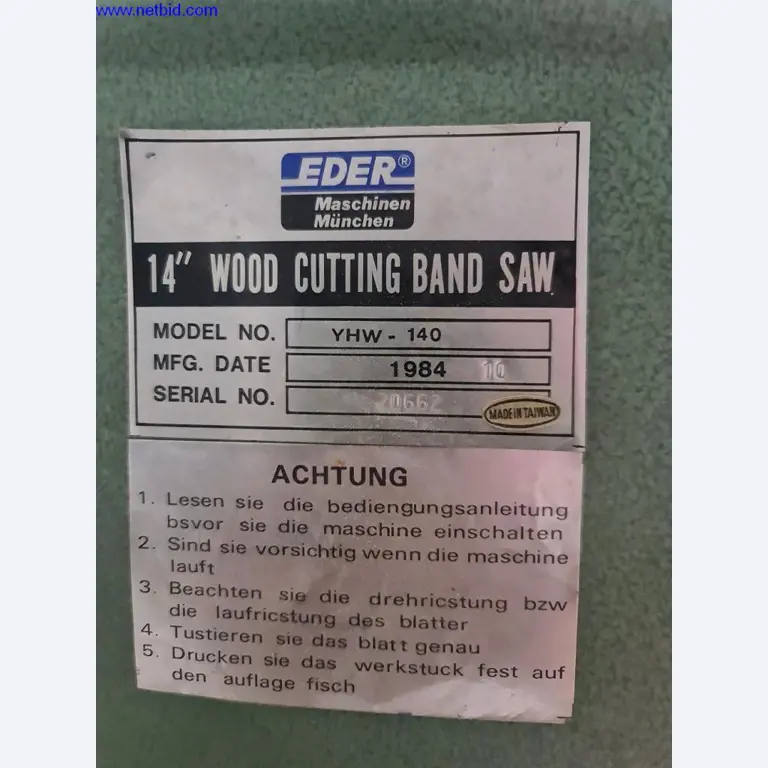 www.netbid.com
EDER®
Maschinen
München
14" WOOD CUTTING BAND SAW
MODEL NO. YHW - 140
MFG. DATE 1984 10
SERIAL NO. 20662
MADE IN TAIWAN
ACHTUNG
1. Lesen sie die bediengungsanleitung
bsvor sie die maschine einschalten
2. Sind sie vorsichtig wenn die maschine
lauft
3. Beachten sie die drehricstung bzw
die laufricstung des blatter
4. Tustieren sie das blatt genau
5. Drucken sie das werkstuck fest auf
den auflage fisch